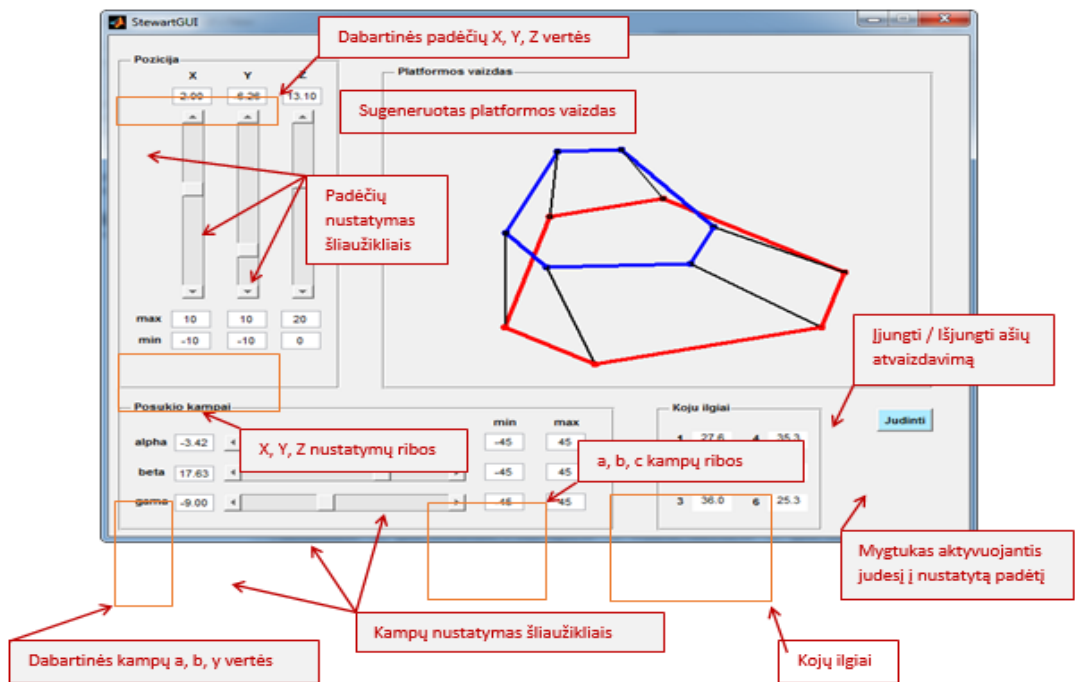 StewartGUI
Dabartinės padėčių X, Y, Z vertės
Pozicija
X Y Z
2.00 -6.26 13.10
Platformos vaizdas
Sugeneruotas platformos vaizdas
Padėčių
nustatymas
šliaužikliais
max 10 10 20
min -10 -10 0
Įjungti / Išjungti ašių
atvaizdavimą
Posukio kampai
min max
alpha -3.42 -45 45
beta 17.63 -45 45
gama -9.00 -45 45
X, Y, Z nustatymų ribos
a, b, c kampų ribos
Koju ilgiai
1 27.6 4 35.3
3 36.0 6 25.3
Judinti
Mygtukas aktyvuojantis
judesį į nustatytą padėtį
Kampų nustatymas šliaužikliais
Dabartinės kampų a, b, y vertės
Kojų ilgiai